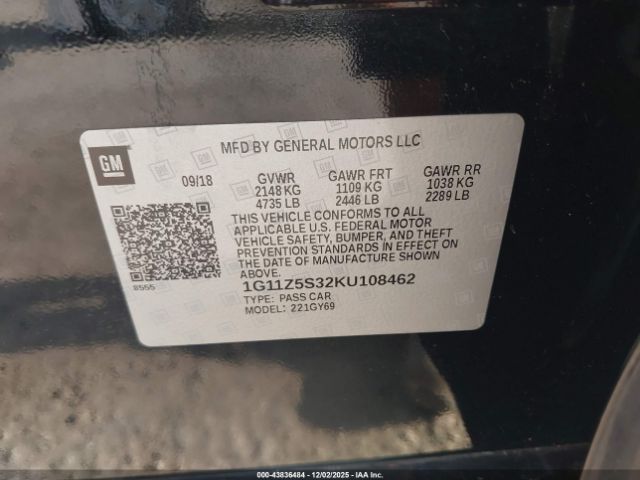 GM
MFD BY GENERAL MOTORS LLC
09/18
GVWR
2148 KG
4735 LB
GAWR FRT
1109 KG
2446 LB
GAWR RR
1038 KG
2289 LB
THIS VEHICLE CONFORMS TO ALL
APPLICABLE U.S. FEDERAL MOTOR
VEHICLE SAFETY, BUMPER, AND THEFT
PREVENTION STANDARDS IN EFFECT ON
THE DATE OF MANUFACTURE SHOWN
ABOVE.
8555
1G11Z5S32KU108462
TYPE: PASS CAR
MODEL: 221GY69
IAA 000-43836484 - 12/02/2025 - IAAI.COM